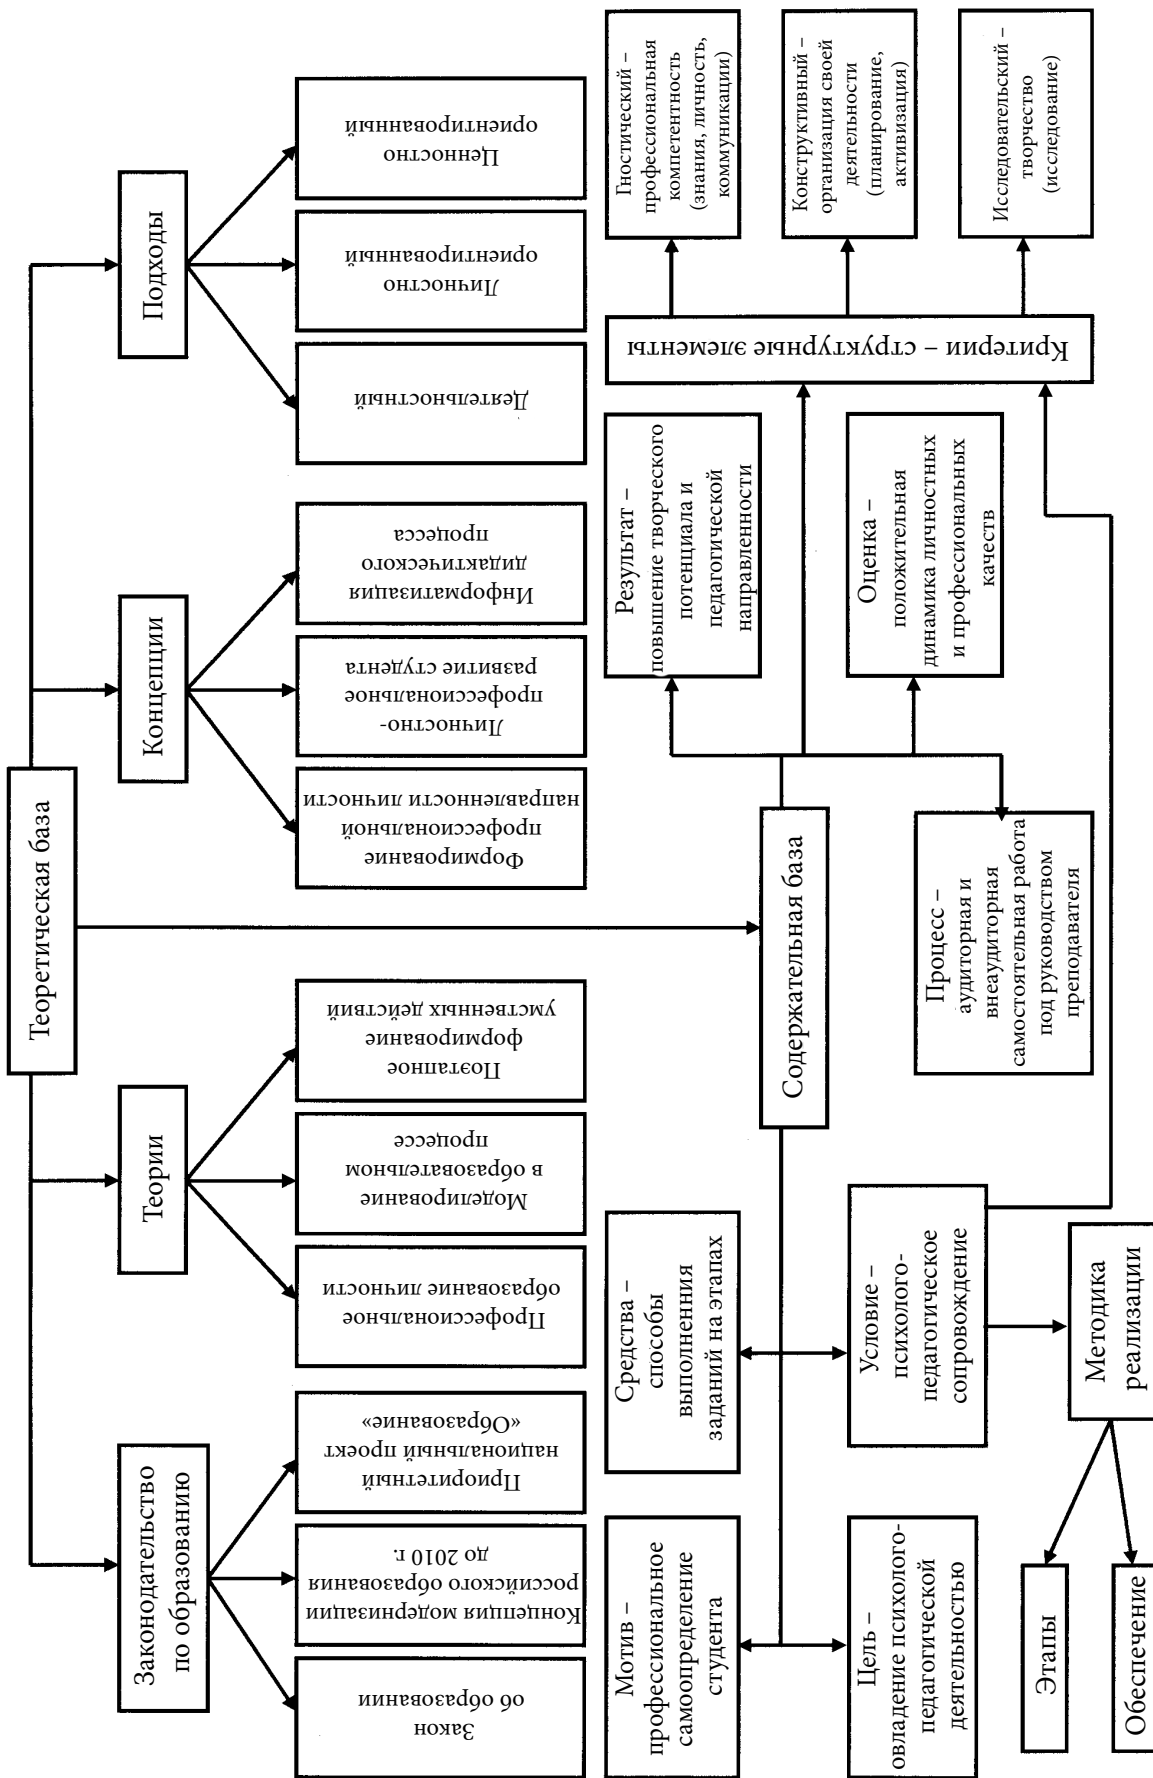 Теоретическая база
Законодательство
по образованию
Теории
Концепции
Подходы
Закон
об образовании
Концепция модернизации
российского образования
до 2010 г.
Приоритетный
национальный проект
«Образование»
Профессиональное
образование личности
Моделирование
в образовательном
процессе
Поэтапное
формирование
умственных действий
Формирование
профессиональной
направленности личности
Личностно-
профессиональное
развитие студента
Информатизация
дидактического
процесса
Деятельностный
Личностно
ориентированный
Ценностно
ориентированный
Мотив –
профессиональное
самоопределение
студента
Средства –
способы
выполненния
заданий на этапах
Результат –
повышение творческого
потенциала и
педагогической
направленности
Критерии – структурные элементы
Гностический –
профессиональная
компетентность
(знания, личность,
коммуникации)
Содержательная база
Конструктивный –
организация своей
деятельности
(планирование,
активизация)
Цель –
овладение психолого-
педагогической
деятельностью
Условие –
психолого-
педагогическое
сопровождение
Процесс –
аудиторная и
внеаудиторная
самостоятельная работа
под руководством
преподавателя
Оценка –
положительная
динамика личностных
и профессиональных
качеств
Исследовательский –
творчество
(исследование)
Этапы
Обеспечение
Методика
реализации